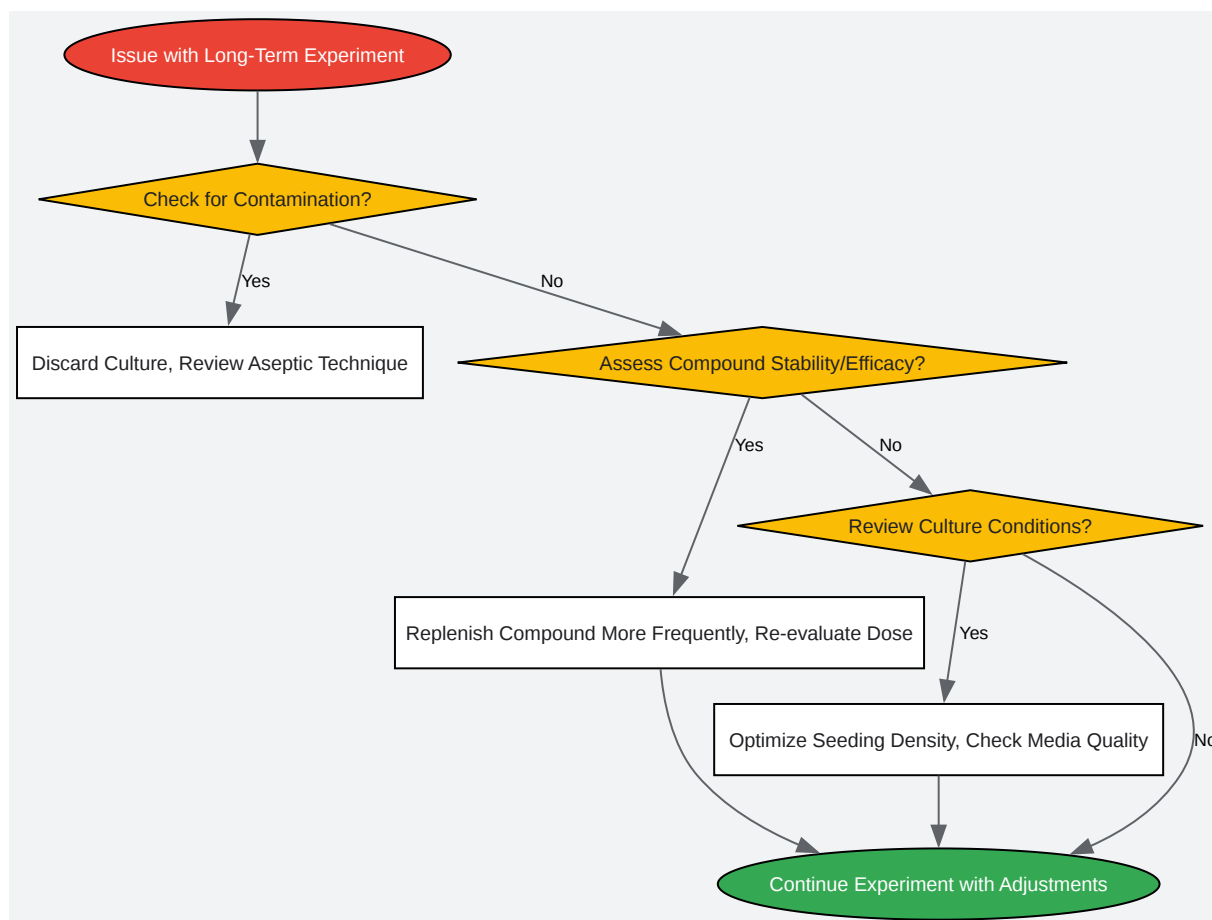 Issue with Long-Term Experiment
Check for Contamination?
Yes
No
Discard Culture, Review Aseptic Technique
Assess Compound Stability/Efficacy?
Yes
No
Review Culture Conditions?
Replenish Compound More Frequently, Re-evaluate Dose
Yes
Optimize Seeding Density, Check Media Quality
No
Continue Experiment with Adjustments